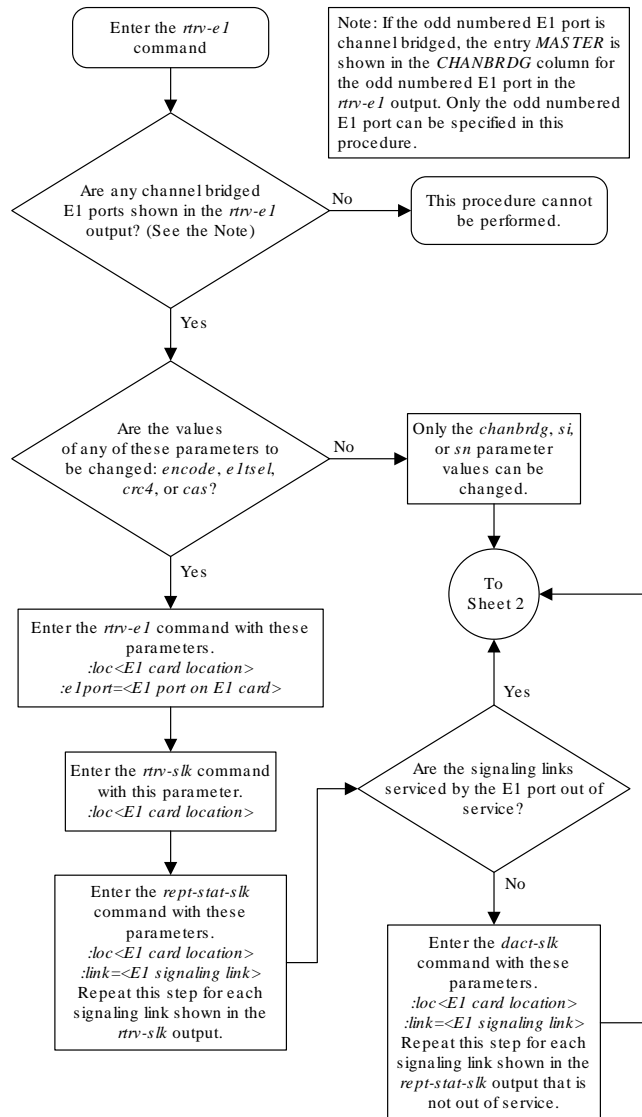 Enter the rtrv-e1
command
Note: If the odd numbered E1 port is
channel bridged, the entry MASTER is
shown in the CHANBRDG column for
the odd numbered E1 port in the
rtrv-e1 output. Only the odd numbered
E1 port can be specified in this
procedure.
Are any channel bridged
E1 ports shown in the rtrv-e1
output? (See the Note)
No
This procedure cannot
be performed.
Yes
Are the values
of any of these parameters to
be changed: encode, e1tsel,
crc4, or cas?
No
Only the chanbrdg, si,
or sn parameter
values can be
changed.
Yes
To
Sheet 2
Enter the rtrv-e1 command with these
parameters.
:loc<E1 card location>
:e1port=<E1 port on E1 card>
Yes
Enter the rtrv-slk command
with this parameter.
:loc<E1 card location>
Are the signaling links
serviced by the E1 port out of
service?
No
Enter the rept-stat-slk
command with these
parameters.
:loc<E1 card location>
:link=<E1 signaling link>
Repeat this step for each
signaling link shown in the
rtrv-slk output.
Enter the dact-slk
command with these
parameters.
:loc<E1 card location>
:link=<E1 signaling link>
Repeat this step for each
signaling link shown in the
rept-stat-slk output that is
not out of service.